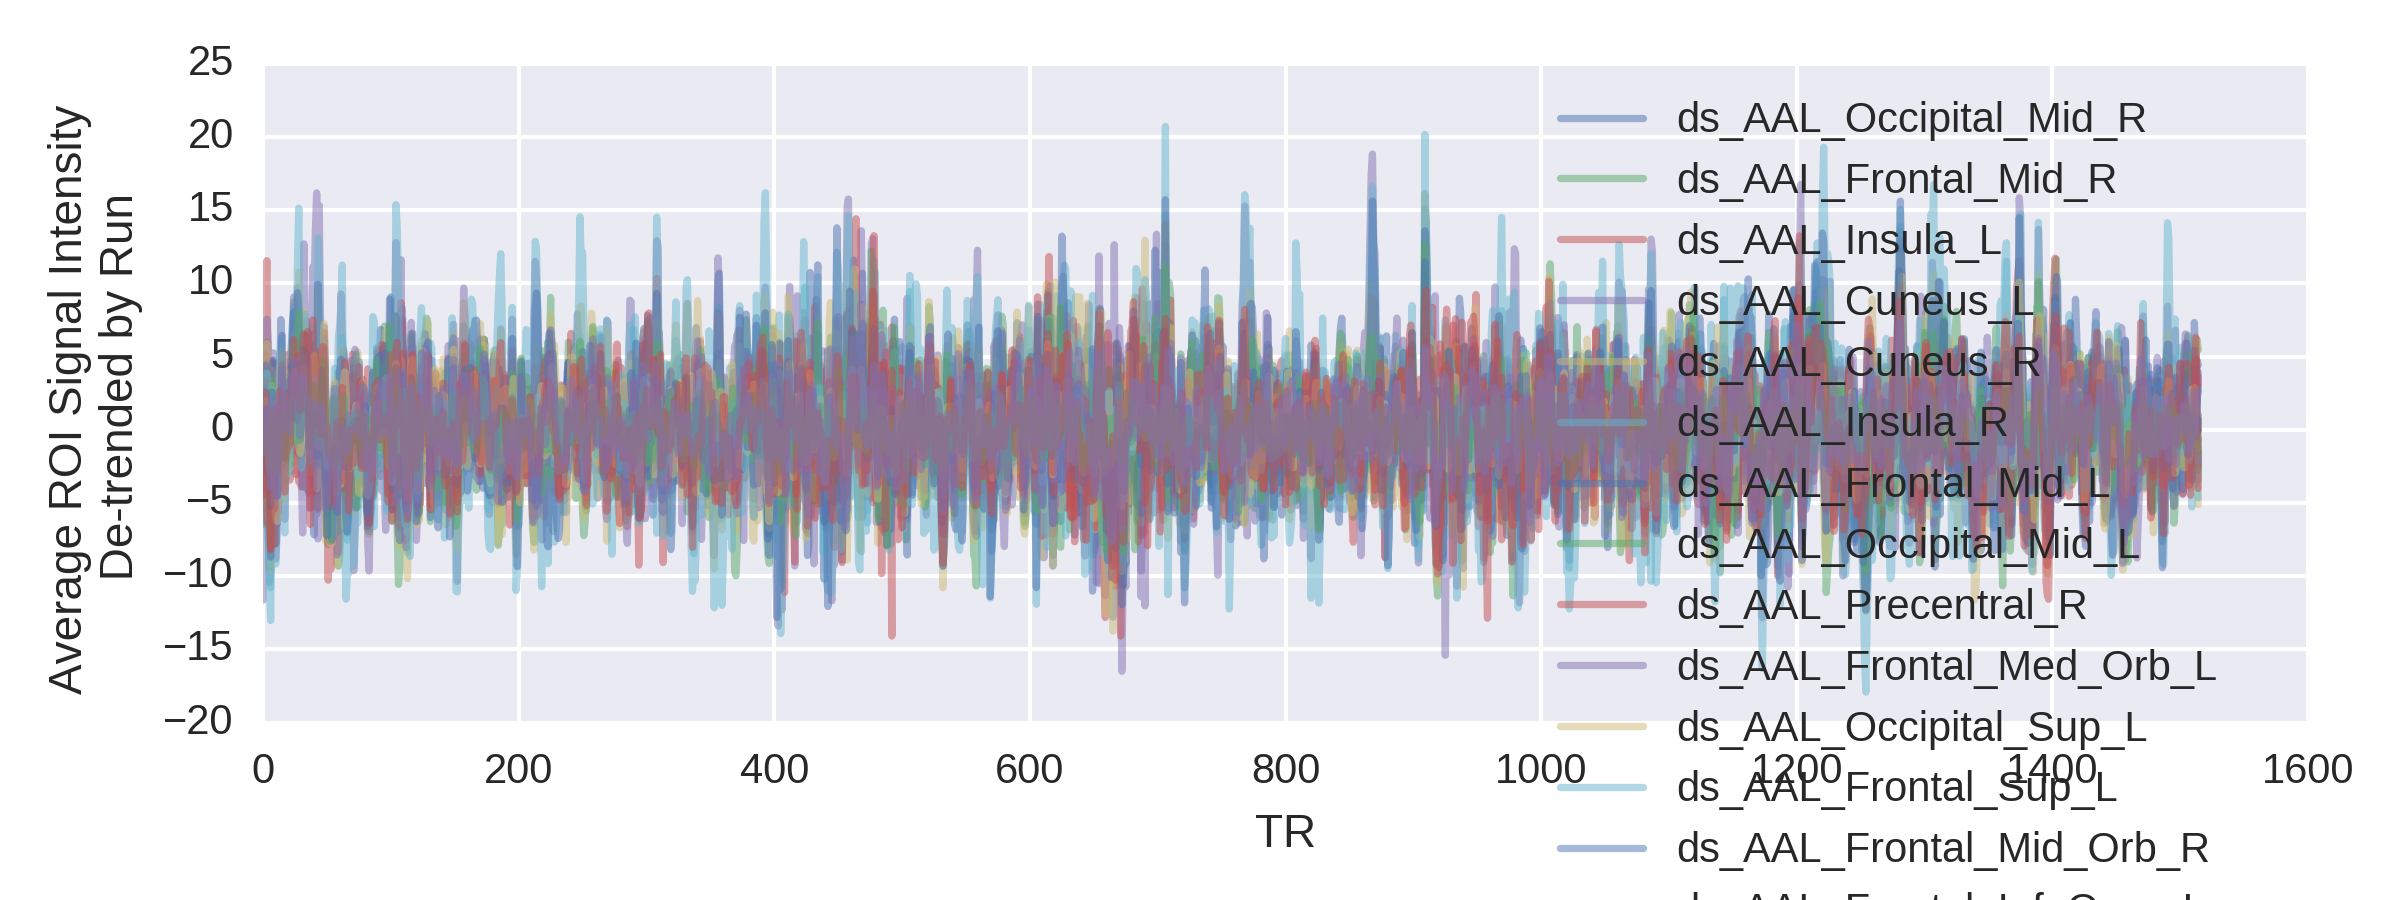 Average ROI Signal Intensity
De-trended by Run
25
20
15
10
5
0
−5
−10
−15
−20
0
200
400
600
800
1000
1200
1400
1600
TR
ds_AAL_Occipital_Mid_R
ds_AAL_Frontal_Mid_R
ds_AAL_Insula_L
ds_AAL_Cuneus_L
ds_AAL_Cuneus_R
ds_AAL_Insula_R
ds_AAL_Frontal_Mid_L
ds_AAL_Occipital_Mid_L
ds_AAL_Precentral_R
ds_AAL_Frontal_Med_Orb_L
ds_AAL_Occipital_Sup_L
ds_AAL_Frontal_Sup_L
ds_AAL_Frontal_Mid_Orb_R